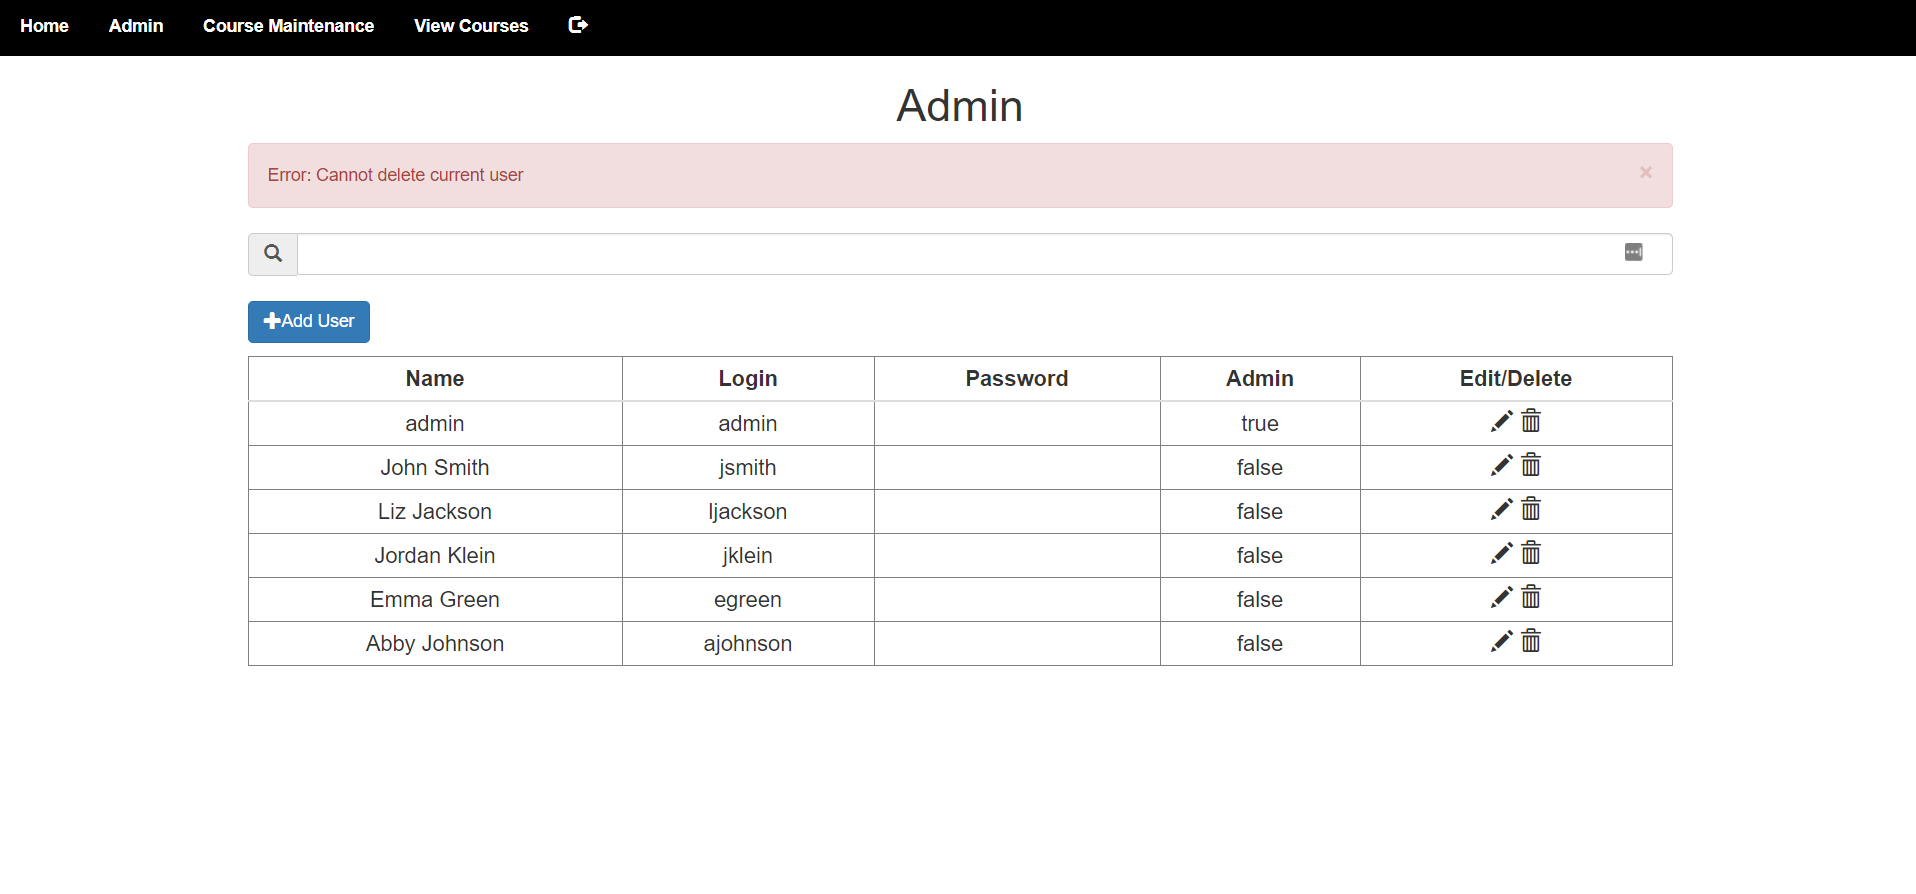 Home Admin Course Maintenance View Courses
Admin
Error: Cannot delete current user ×
Add User
Name Login Password Admin Edit/Delete
admin admin true
John Smith jsmith false
Liz Jackson ljackson false
Jordan Klein jklein false
Emma Green egreen false
Abby Johnson ajohnson false